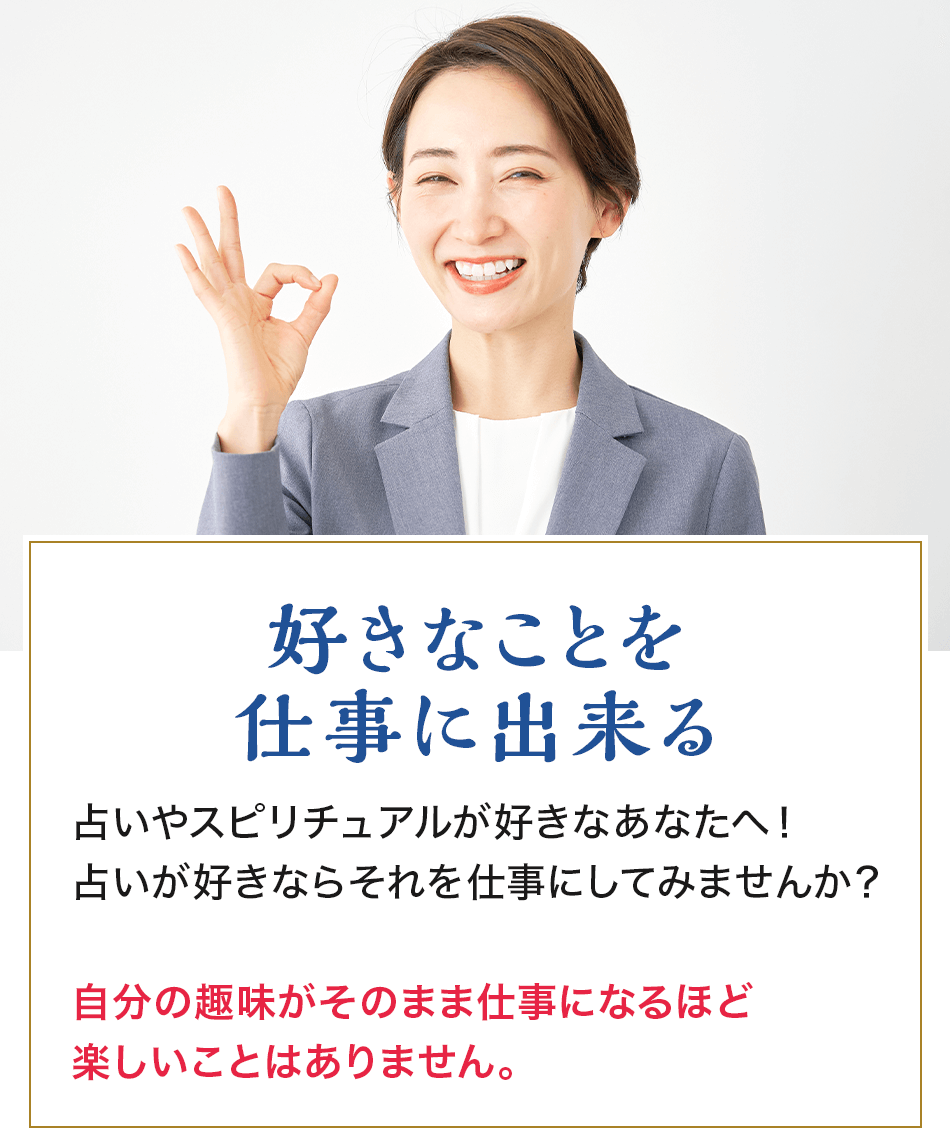 好きなことを
仕事に出来る
占いやスピリチュアルが好きなあなたへ！
占いが好きならそれを仕事にしてみませんか？
自分の趣味がそのまま仕事になるほど
楽しいことはありません。